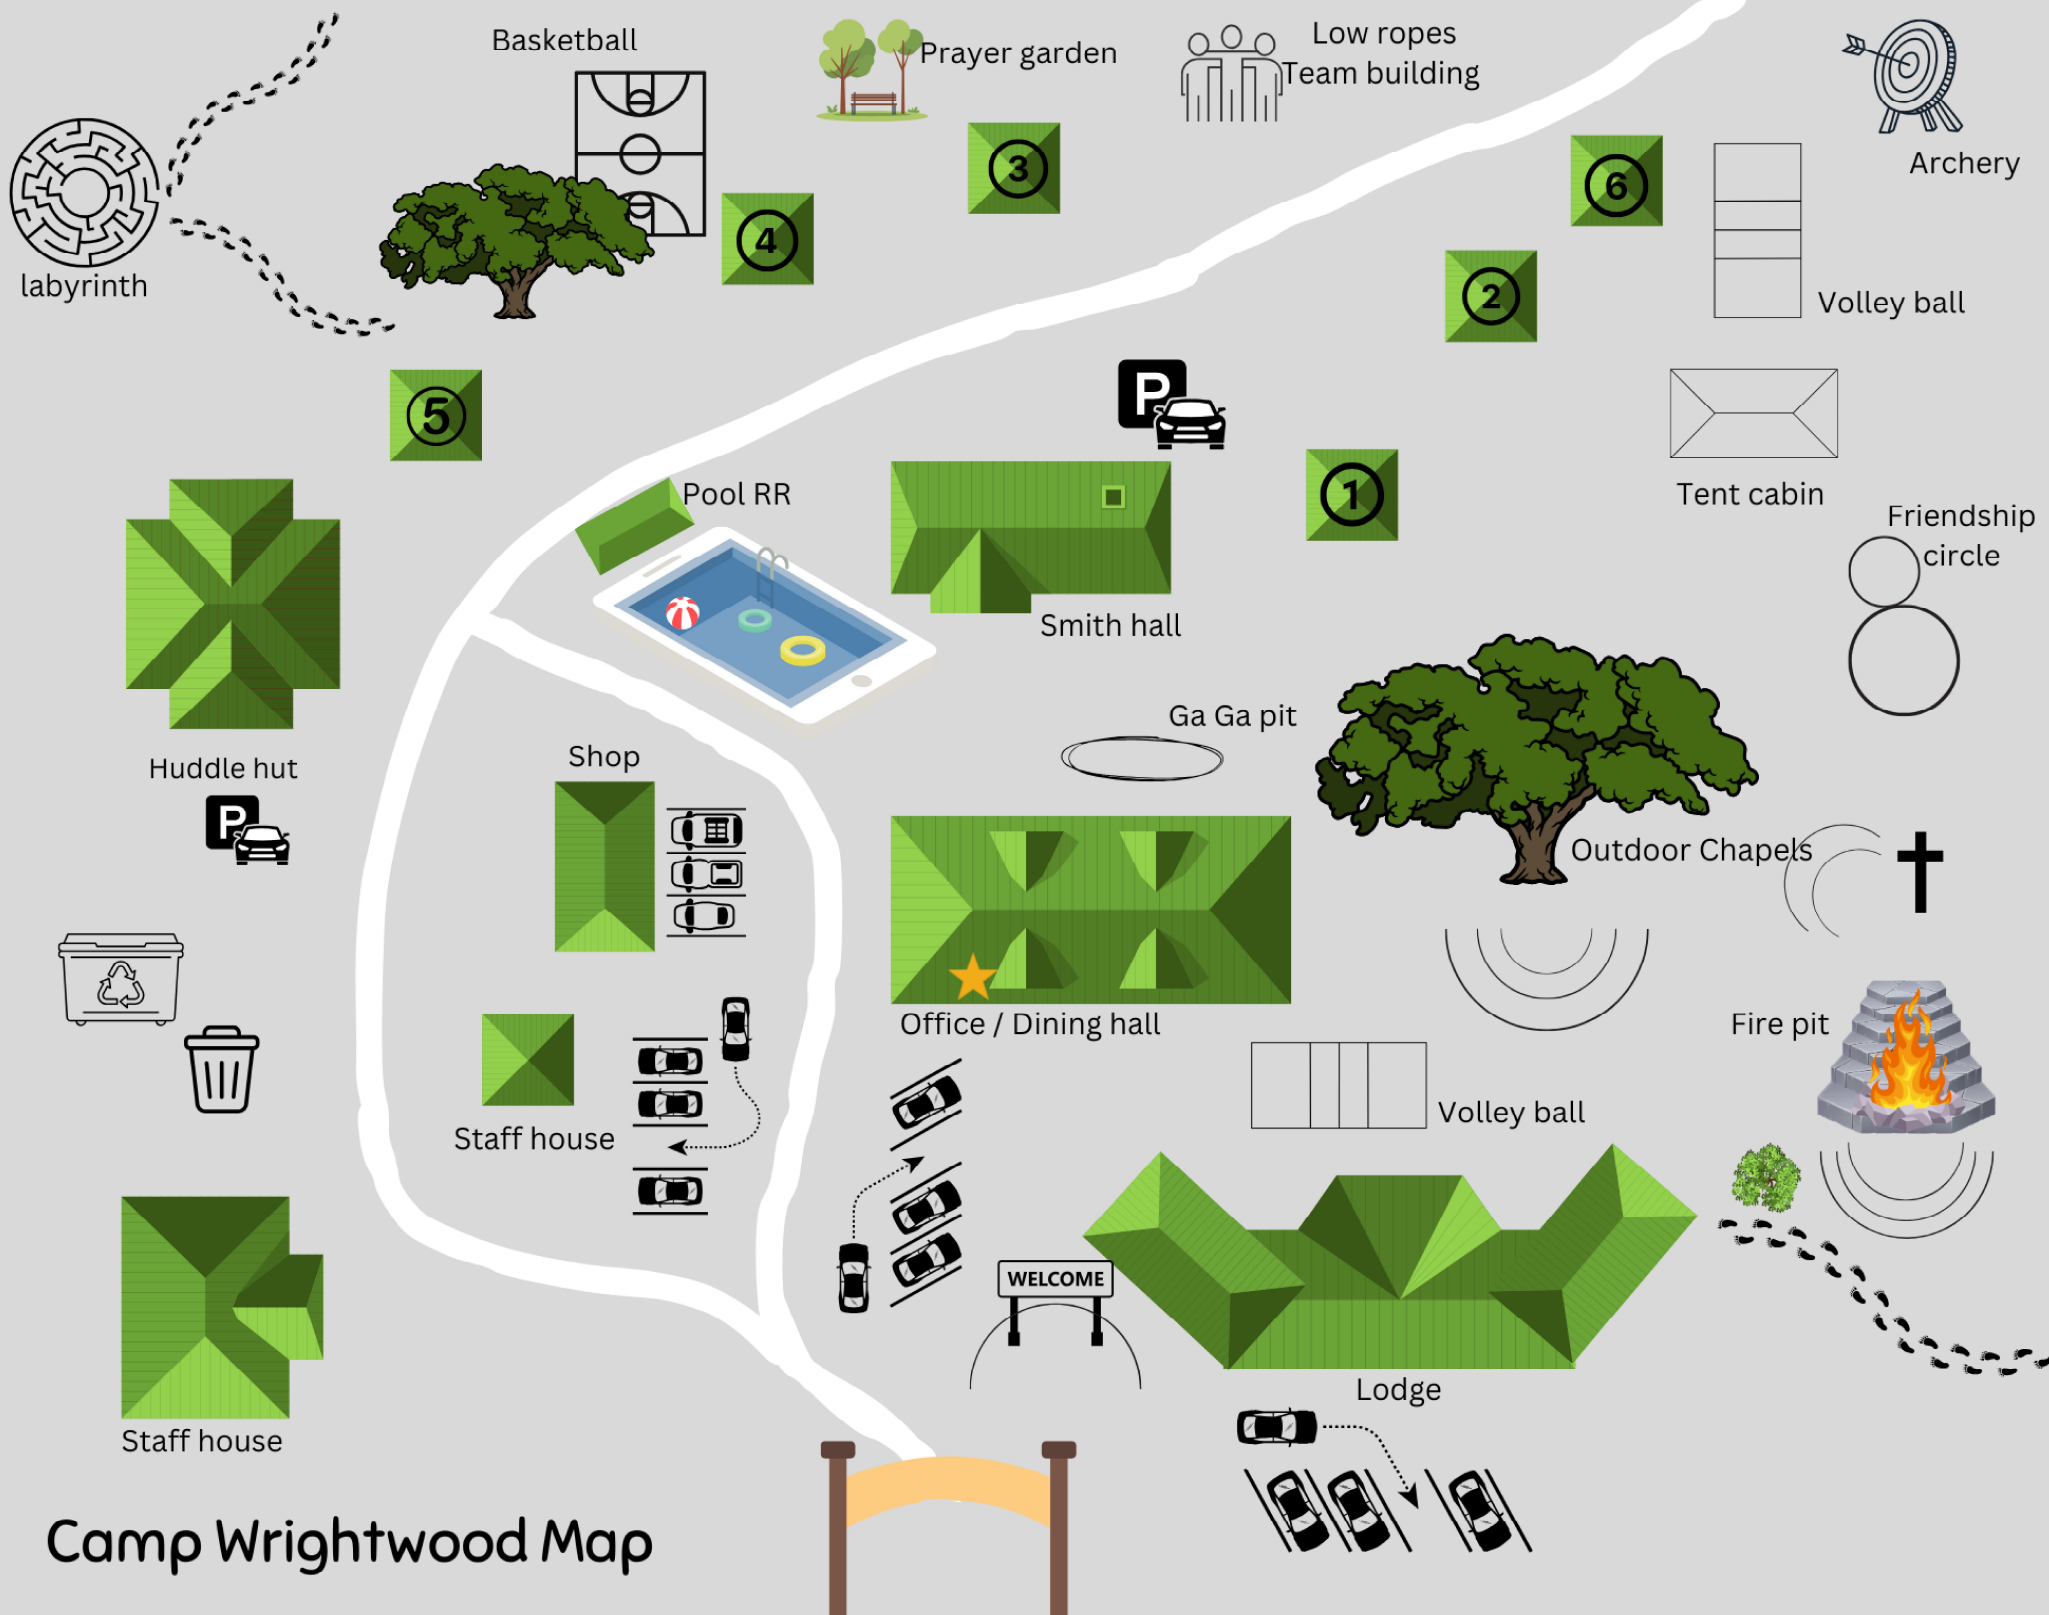 Basketball
Prayer garden
Low ropes
Team building
Archery
labyrinth
3
4
6
2
Volley ball
5
P
1
Pool RR
Tent cabin
Friendship
circle
Smith hall
Ga Ga pit
Huddle hut
P
Shop
Outdoor Chapels
Office / Dining hall
Fire pit
Staff house
Volley ball
WELCOME
Lodge
Staff house
Camp Wrightwood Map